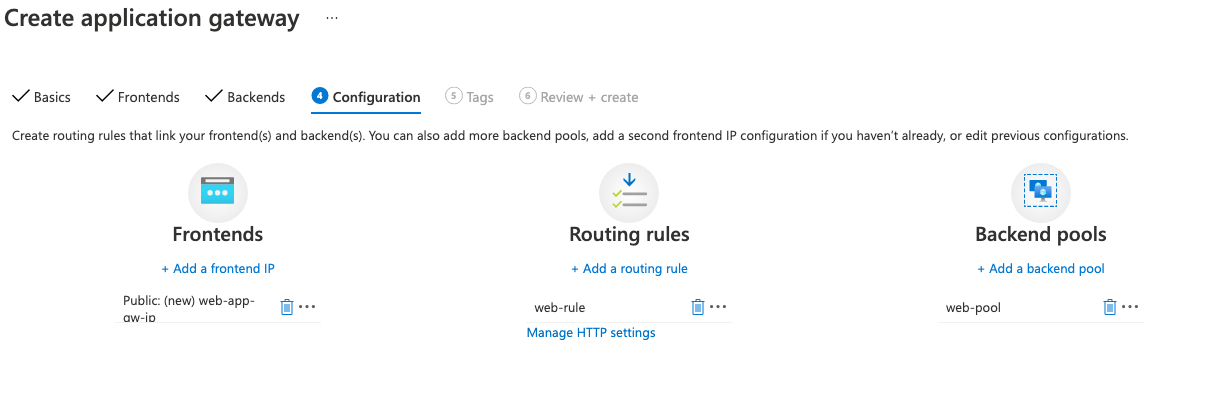 Create application gateway ...
Basics Frontends Backends 4 Configuration 5 Tags 6 Review + create
Create routing rules that link your frontend(s) and backend(s). You can also add more backend pools, add a second frontend IP configuration if you haven't already, or edit previous configurations.
Frontends Routing rules Backend pools
+ Add a frontend IP + Add a routing rule + Add a backend pool
Public: (new) web-app-
gw-ip
web-rule
web-pool
Manage HTTP settings